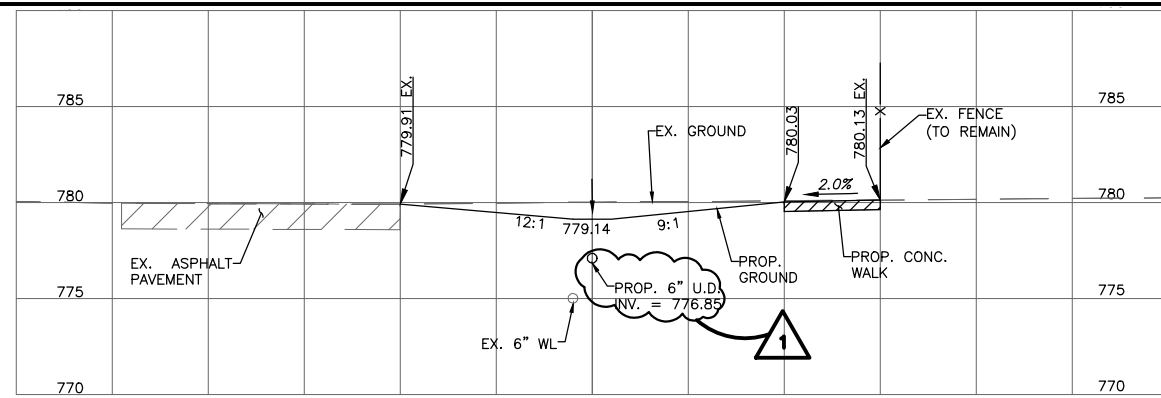 785
785
779.91 EX.
EX. GROUND
780.03
780.13 EX.
X
EX. FENCE
(TO REMAIN)
780
2.0%
780
12:1
779.14
9:1
EX. ASPHALT
PAVEMENT
PROP.
GROUND
PROP. CONC.
WALK
775
PROP. 6" U.D.
INV. = 776.85
775
EX. 6" WL
1
770
770